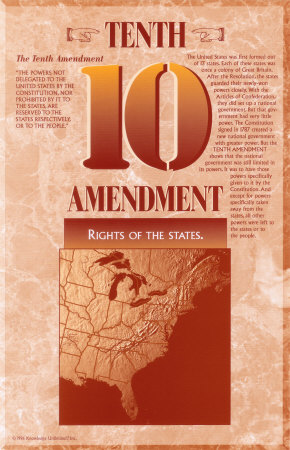 TENTH
10
AMENDMENT
The Tenth Amendment
"THE POWERS NOT
DELEGATED TO THE
UNITED STATES BY THE
CONSTITUTION, NOR
PROHIBITED BY IT TO
THE STATES, ARE
RESERVED TO THE
STATES RESPECTIVELY,
OR TO THE PEOPLE."
The United States was first formed out
of 13 states. Each of these states was
once a colony of Great Britain.
After the Revolution, the states
guarded their newly-won
powers closely. With the
Articles of Confederation,
they did set up a national
government. But that gov-
ernment had very little
power. The Constitution
signed in 1787 created a
new national government
with greater power. But the
TENTH AMENDMENT
shows that the national
government was still limited in
its powers. It was to have those
powers specifically
given to it by the
Constitution. And
except for powers
specifically taken
away from the
states, all other
powers were left to
the states or to
the people.
RIGHTS OF THE STATES.
©1986 Knowledge Unlimited, Inc.